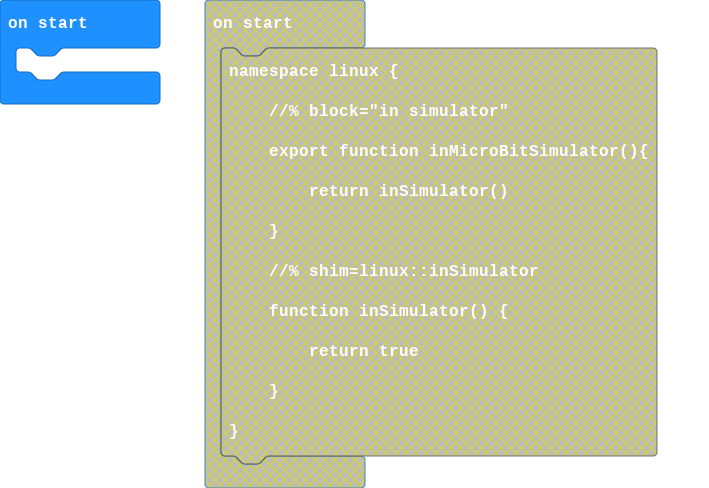 on start
on start
namespace linux {
//% block="in simulator"
export function inMicroBitSimulator(){
return inSimulator()
}
//% shim=linux::inSimulator
function inSimulator() {
return true
}
}